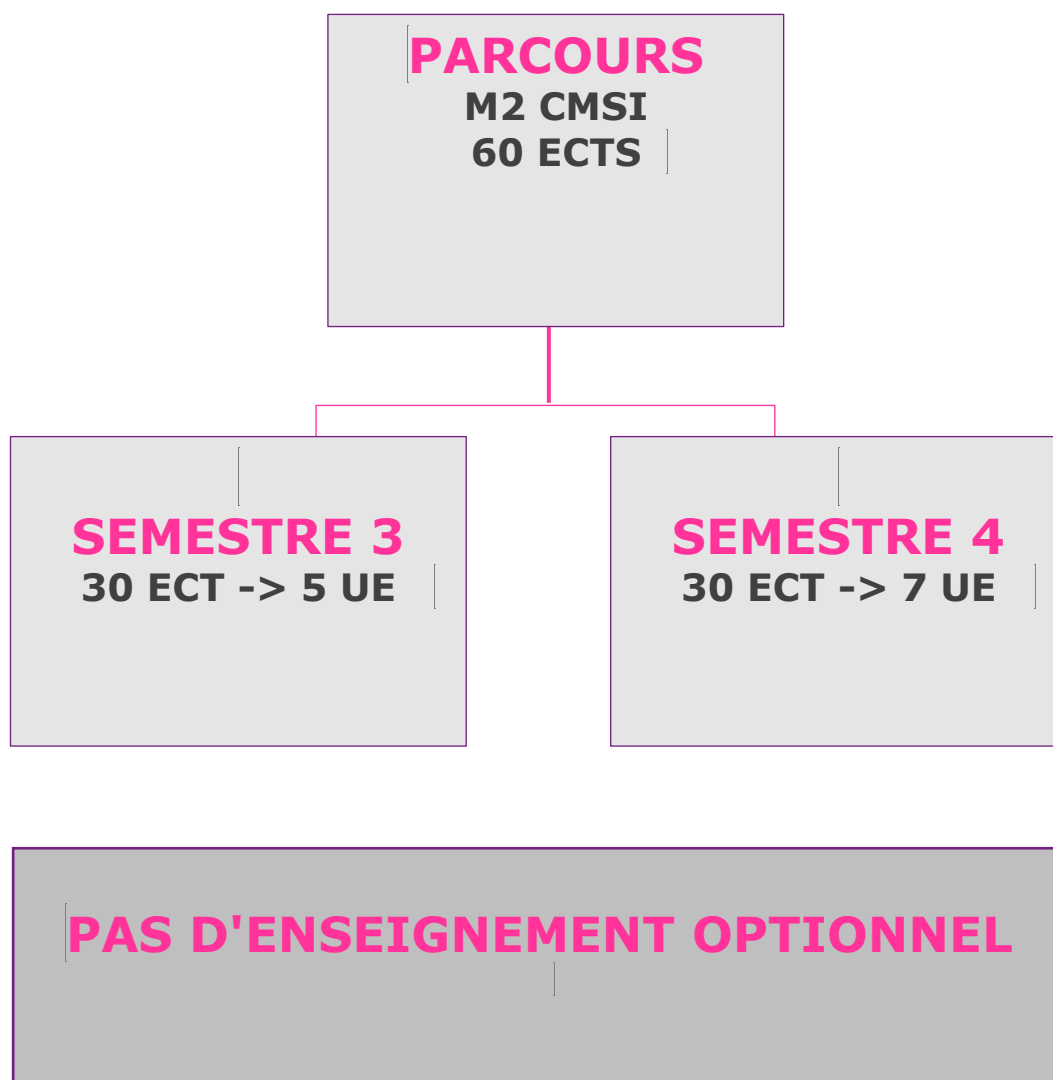 PARCOURS
M2 CMSI
60 ECTS
SEMESTRE 3
30 ECT -> 5 UE
SEMESTRE 4
30 ECT -> 7 UE
PAS D'ENSEIGNEMENT OPTIONNEL